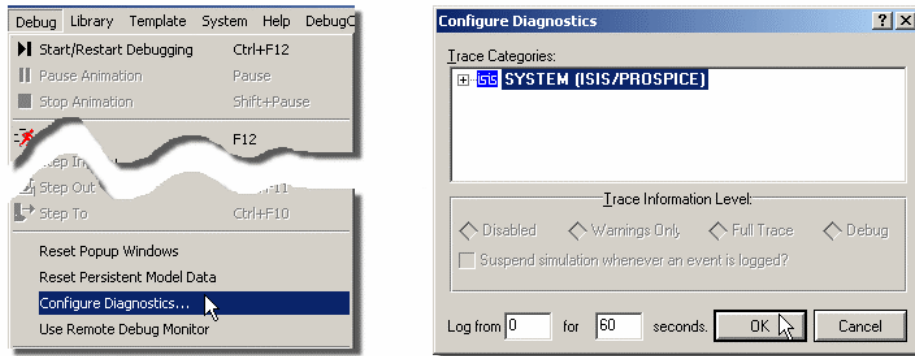 Debug Library Template System Help
Start/Restart Debugging Ctrl+F12
Pause Animation Pause
Stop Animation Shift+Pause
F12
Step Out
Step To Ctrl+F10
Reset Popup Windows
Reset Persistent Model Data
Configure Diagnostics...
Use Remote Debug Monitor
Configure Diagnostics
Trace Categories:
isis SYSTEM (ISIS/PROSPICE)
Trace Information Level:
Disabled Warnings Only Full Trace Debug
Suspend simulation whenever an event is logged?
Log from 0 for 60 seconds. OK Cancel